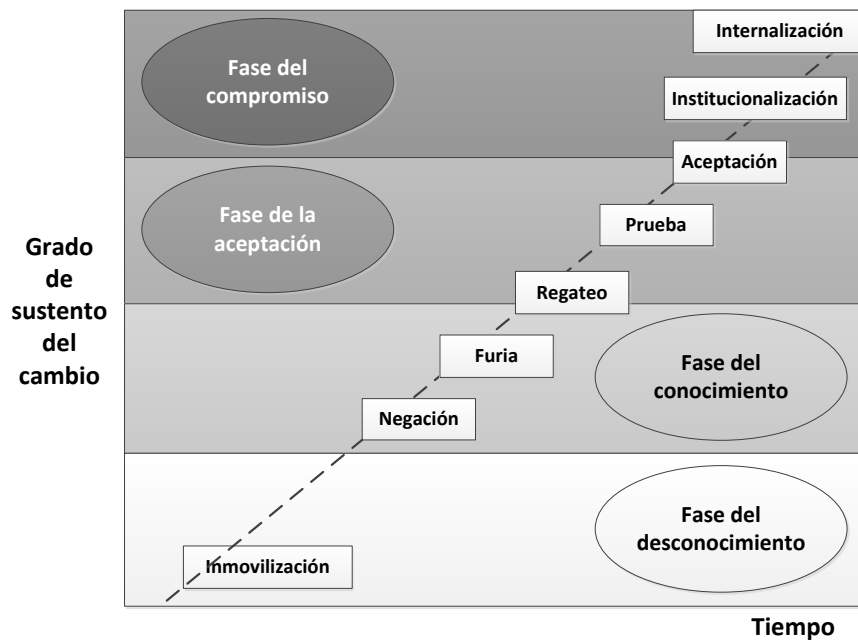 Internalización
Fase del
compromiso
Institucionalización
Aceptación
Fase de la
aceptación
Prueba
Grado
de
sustento
del
cambio
Regateo
Furia
Fase del
conocimiento
Negación
Fase del
desconocimiento
Inmovilización
Tiempo